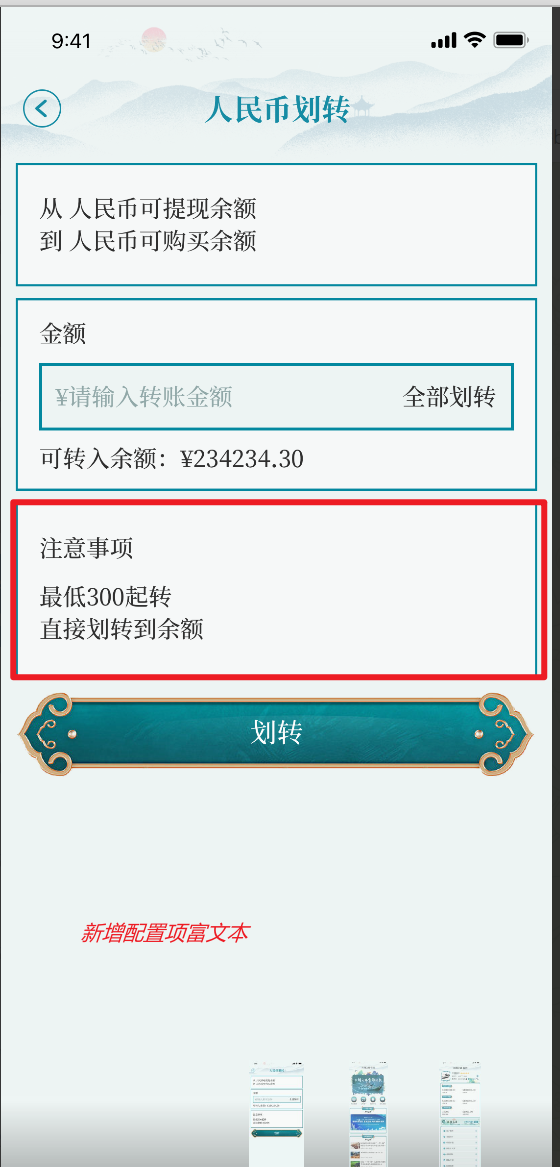 9:41
人民币划转
从 人民币可提现余额
到 人民币可购买余额
金额
¥请输入转账金额 全部划转
可转入余额：¥234234.30
注意事项
最低300起转
直接划转到余额
划转
新增配置项富文本